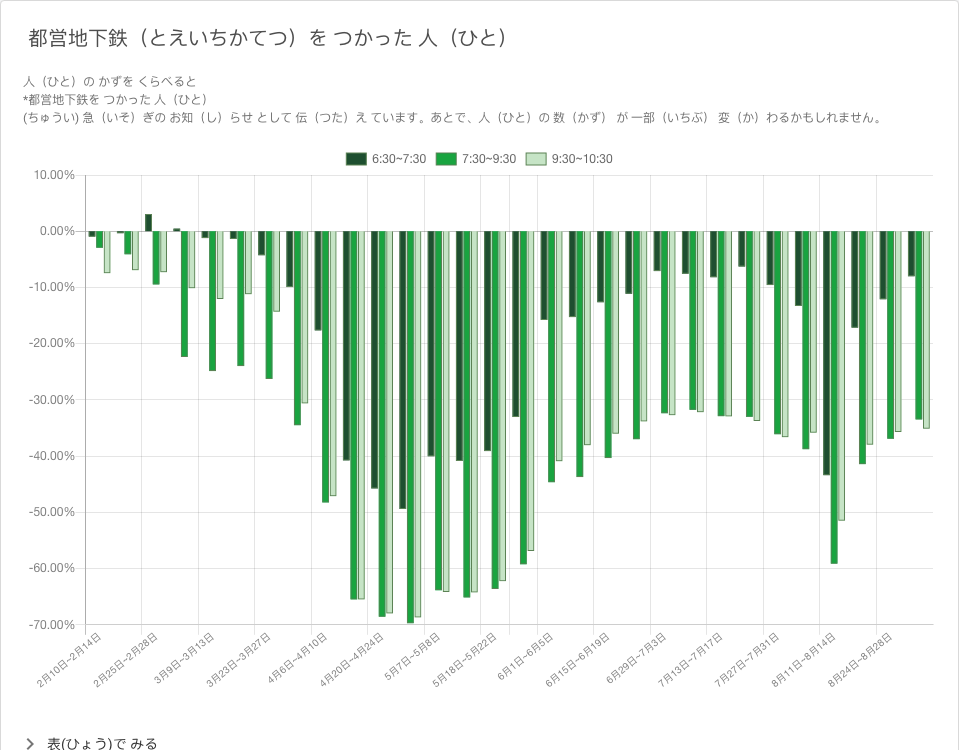 都営地下鉄（とえいちかてつ）を つかった 人（ひと）
人（ひと）の かずを くらべると
*都営地下鉄を つかった 人（ひと）
(ちゅうい) 急（いそ）ぎの お知（し）らせ として 伝（つた）え ています。あとで、人（ひと）の 数（かず） が 一部（いちぶ） 変（か）わるかもしれません。
6:30~7:30 7:30~9:30 9:30~10:30
10.00%
0.00%
-10.00%
-20.00%
-30.00%
-40.00%
-50.00%
-60.00%
-70.00%
2月10日~2月14日
2月25日~2月28日
3月9日~3月13日
3月23日~3月27日
4月6日~4月10日
4月20日~4月24日
5月7日~5月8日
5月18日~5月22日
6月1日~6月5日
6月15日~6月19日
6月29日~7月3日
7月13日~7月17日
7月27日~7月31日
8月11日~8月14日
8月24日~8月28日
表(ひょう)で みる